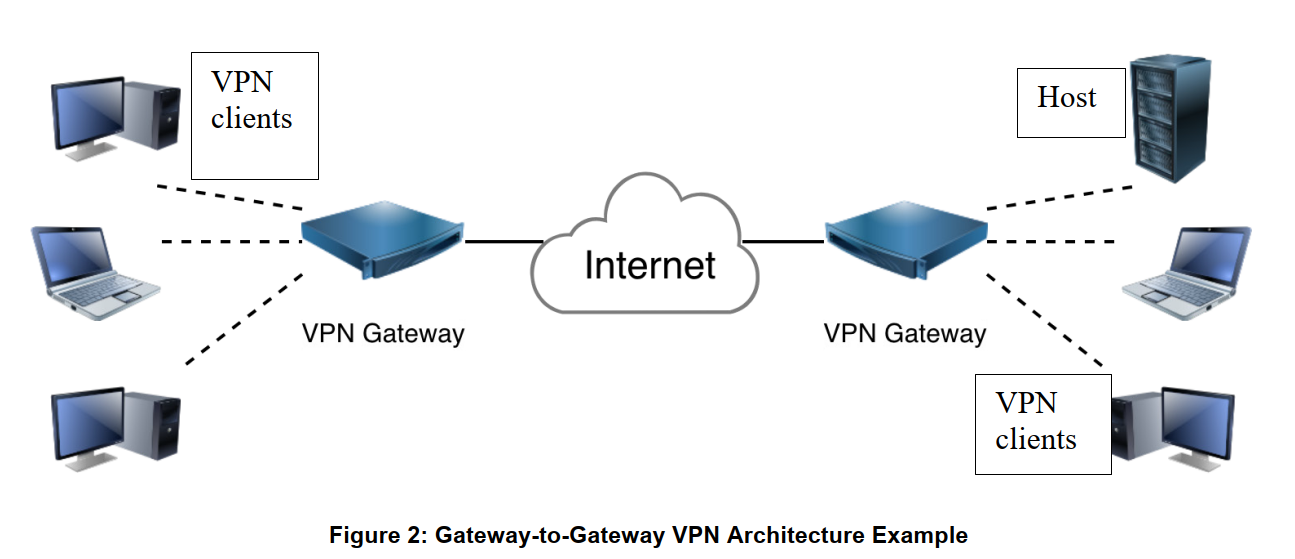 VPN
clients
Host
Internet
VPN Gateway
VPN Gateway
VPN
clients
Figure 2: Gateway-to-Gateway VPN Architecture Example